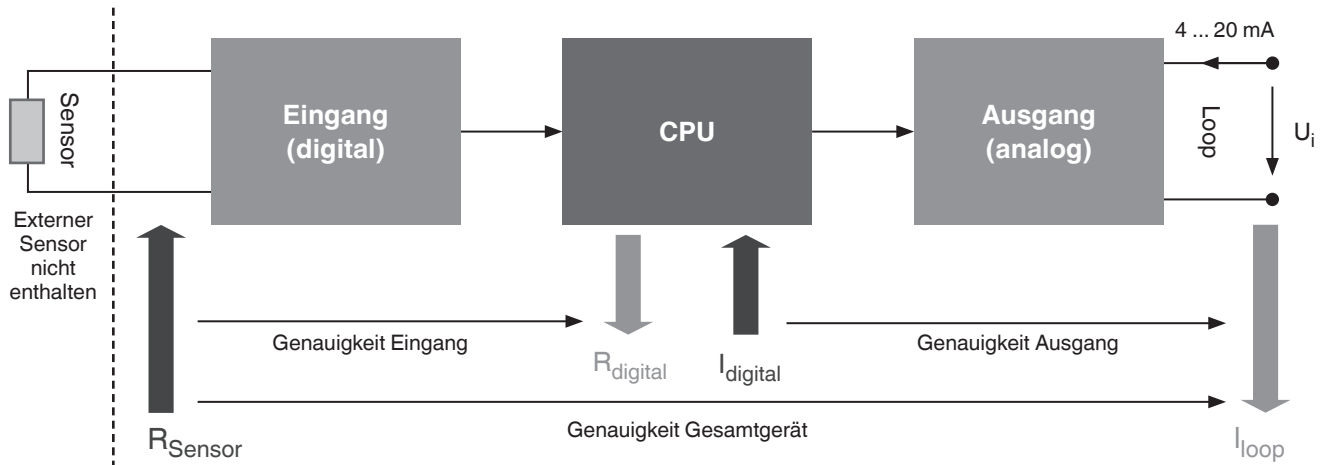 4 ... 20 mA
Sensor
Eingang
(digital)
CPU
Ausgang
(analog)
Loop
Ui
Externer
Sensor
nicht
enthalten
Genauigkeit Eingang
Genauigkeit Ausgang
Rdigital
Idigital
RSensor
Genauigkeit Gesamtgerät
Iloop